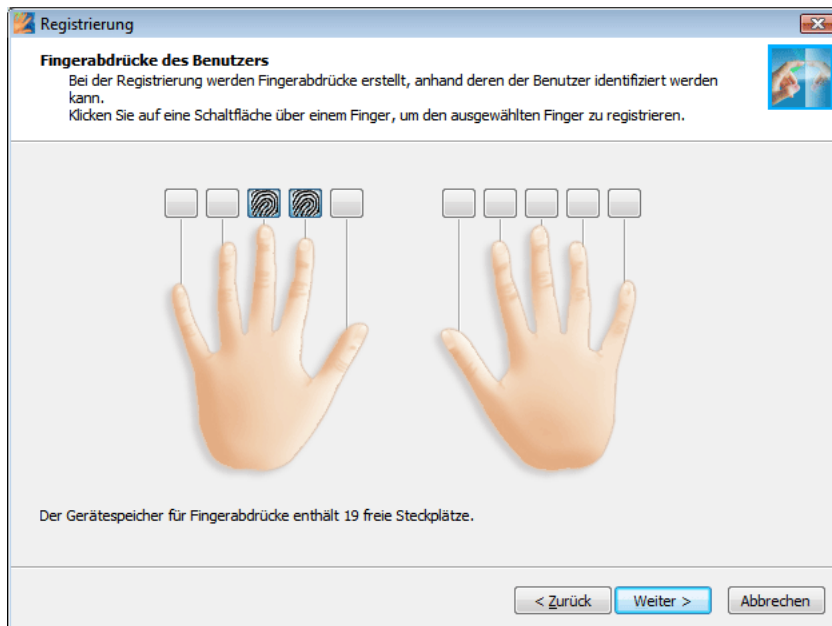 Registrierung
Fingerabdrücke des Benutzers
Bei der Registrierung werden Fingerabdrücke erstellt, anhand deren der Benutzer identifiziert werden
kann.
Klicken Sie auf eine Schaltfläche über einem Finger, um den ausgewählten Finger zu registrieren.
Der Gerätespeicher für Fingerabdrücke enthält 19 freie Steckplätze.
< Zurück Weiter > Abbrechen